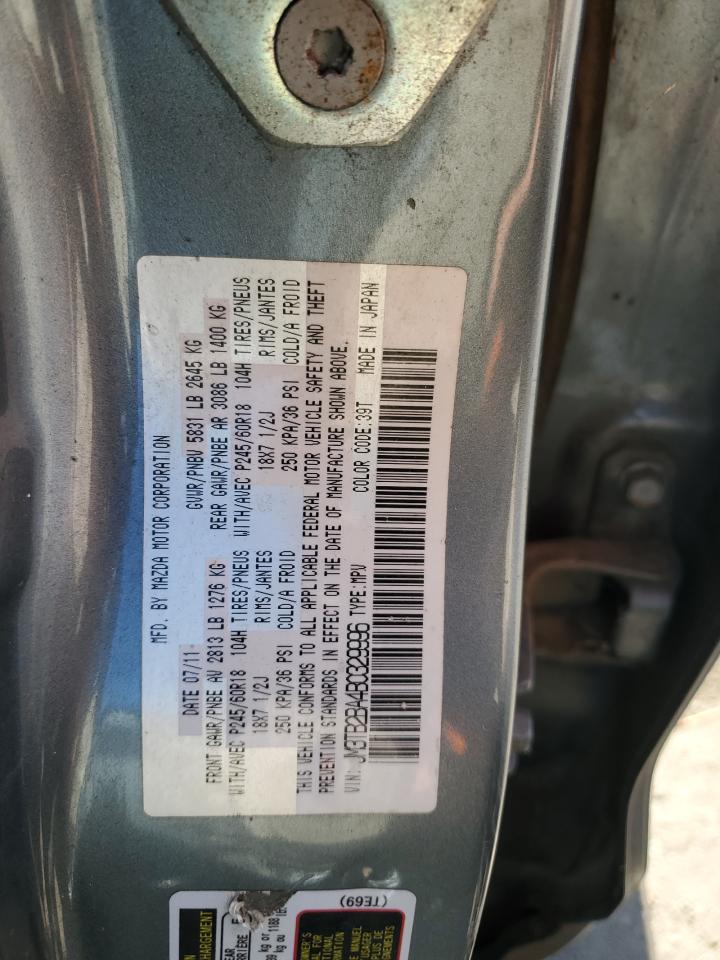 MFD. BY MAZDA MOTOR CORPORATION
DATE 07/11 GVWR/PNBV 5831 LB 2645 KG
FRONT GAWR/PNBE AV 2813 LB 1276 KG REAR GAWR/PNBE AR 3086 LB 1400 KG
WITH/AVEC P245/60R18 104H TIRES/PNEUS WITH/AVEC P245/60R18 104H TIRES/PNEUS
18X7 1/2J RIMS/JANTES 18X7 1/2J RIMS/JANTES
250 KPA/36 PSI COLD/A FROID 250 KPA/36 PSI COLD/A FROID
THIS VEHICLE CONFORMS TO ALL APPLICABLE FEDERAL MOTOR VEHICLE SAFETY AND THEFT
PREVENTION STANDARDS IN EFFECT ON THE DATE OF MANUFACTURE SHOWN ABOVE.
VIN: JM3TB2BA4B0329996 TYPE:MPV COLOR CODE:39T MADE IN JAPAN
CHARGEMENT
(TE69)